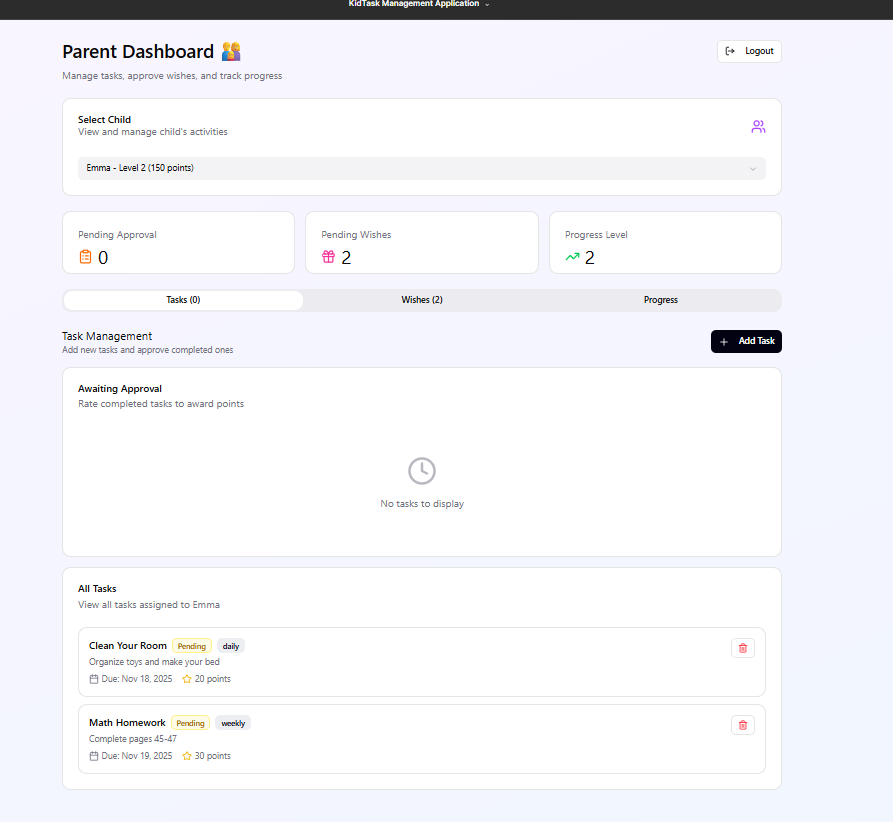 KidTask Management Application
Parent Dashboard
Logout
Manage tasks, approve wishes, and track progress
Select Child
View and manage child's activities
Emma - Level 2 (150 points)
Pending Approval
0
Pending Wishes
2
Progress Level
2
Tasks (0)
Wishes (2)
Progress
Task Management
Add new tasks and approve completed ones
+ Add Task
Awaiting Approval
Rate completed tasks to award points
No tasks to display
All Tasks
View all tasks assigned to Emma
Clean Your Room Pending daily
Organize toys and make your bed
Due: Nov 18, 2025 20 points
Math Homework Pending weekly
Complete pages 45-47
Due: Nov 19, 2025 30 points